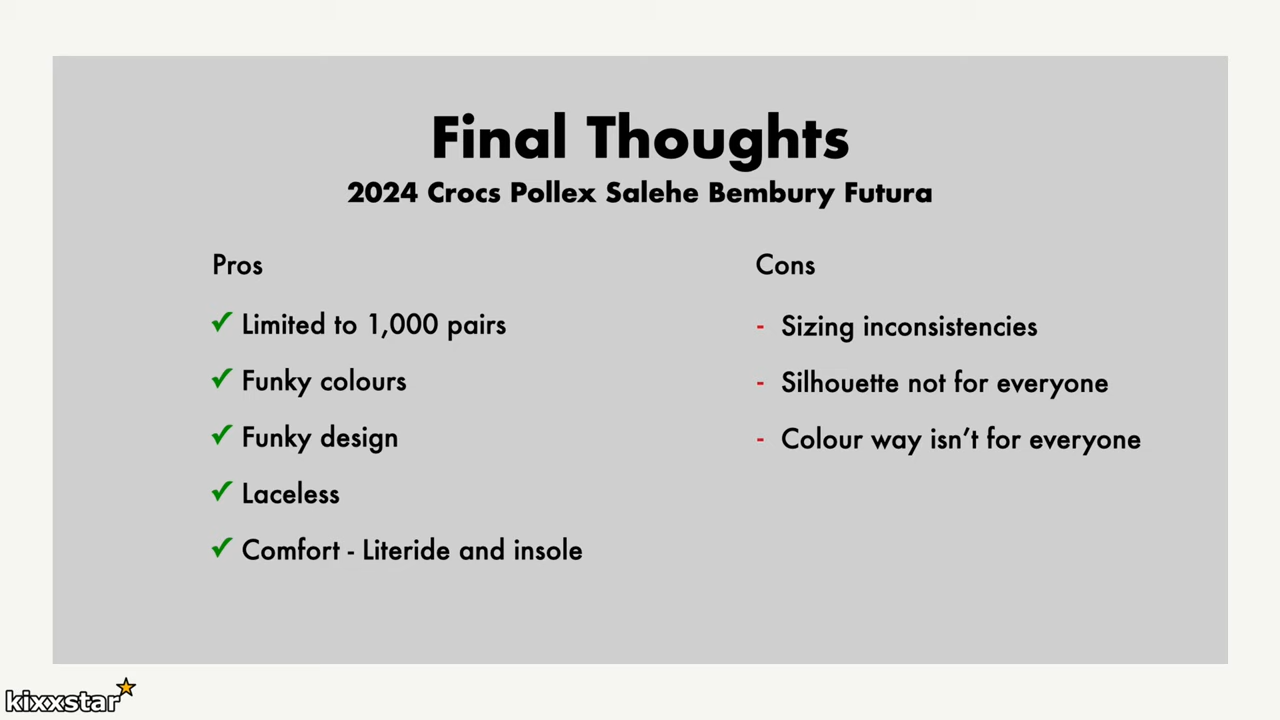 Final Thoughts
2024 Crocs Pollex Salehe Bembury Futura
Pros
✓ Limited to 1,000 pairs
✓ Funky colours
✓ Funky design
✓ Laceless
✓ Comfort - Literide and insole
Cons
- Sizing inconsistencies
- Silhouette not for everyone
- Colour way isn’t for everyone
kixxstar